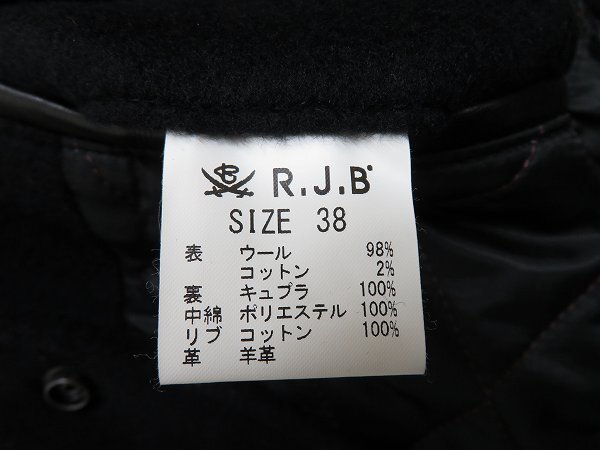 R.J.B
SIZE 38
表 ウール 98%
コットン 2%
裏 キュプラ 100%
中綿 ポリエステル 100%
リブ コットン 100%
革 羊革